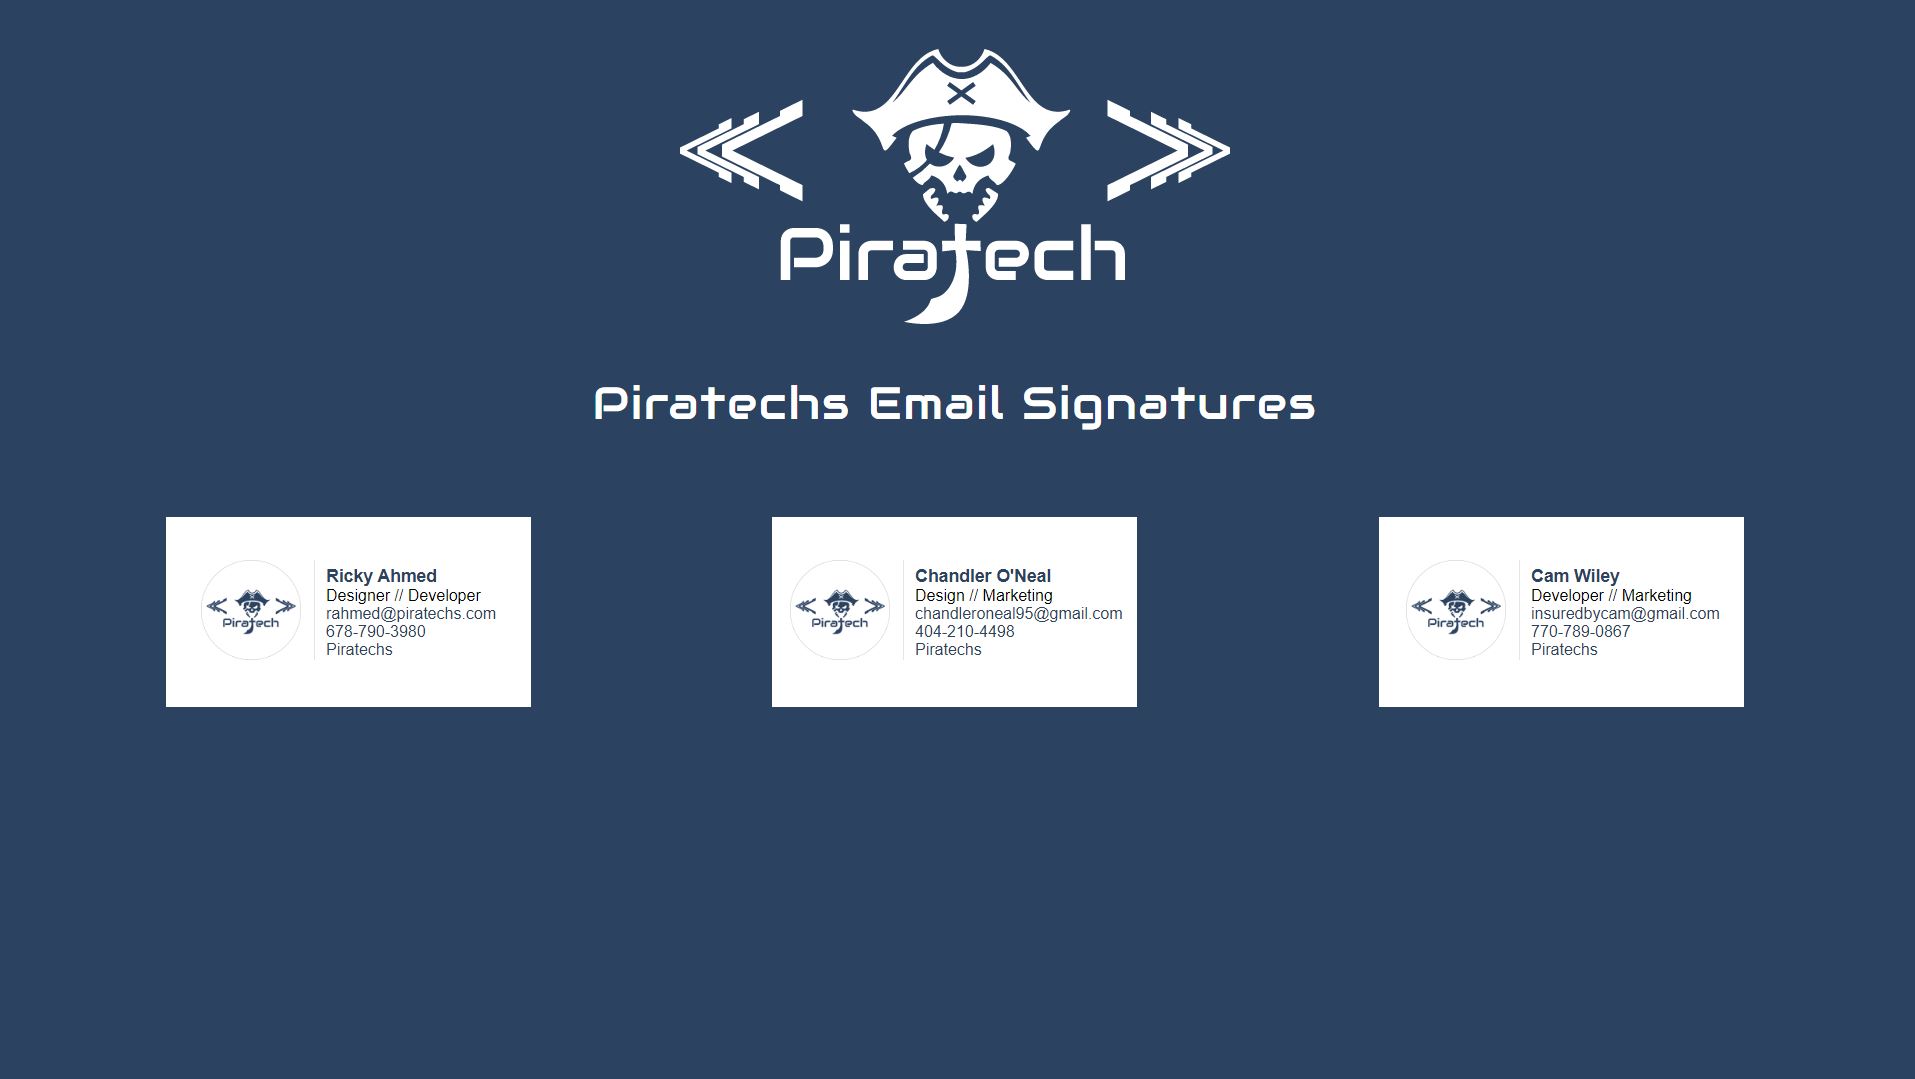 Piratech
Piratechs Email Signatures
Ricky Ahmed
Designer // Developer
rahmed@piratechs.com
678-790-3980
Piratechs
Piratech
Chandler O'Neal
Design // Marketing
chandleroneal95@gmail.com
404-210-4498
Piratechs
Piratech
Cam Wiley
Developer // Marketing
insuredbycam@gmail.com
770-789-0867
Piratechs
Piratech